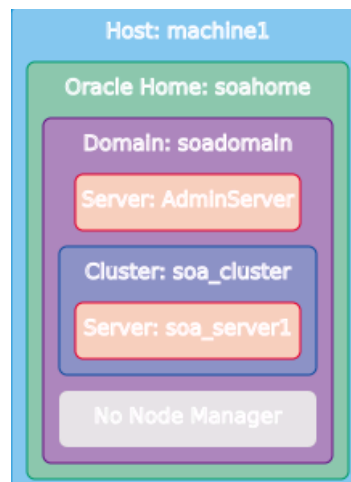 Host: machine1
Oracle Home: soahome
Domain: soadomain
Server: AdminServer
Cluster: soa_cluster
Server: soa_server1
No Node Manager